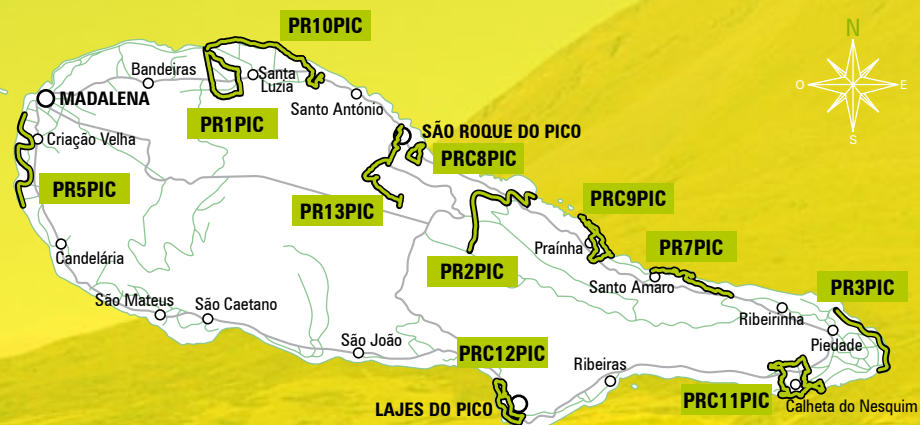 PR10PIC
N
Bandeiras
Santa
Luzia
O
E
MADALENA
Santo António
PR1PIC
SÃO ROQUE DO PICO
S
Criação Velha
PRC8PIC
PR5PIC
PR13PIC
PRC9PIC
Praínha
PR7PIC
Candelária
PR2PIC
Santo Amaro
PR3PIC
São Mateus
São Caetano
Ribeirinha
São João
PRC12PIC
Piedade
Ribeiras
LAJES DO PICO
PRC11PIC
Calheta do Nesquim